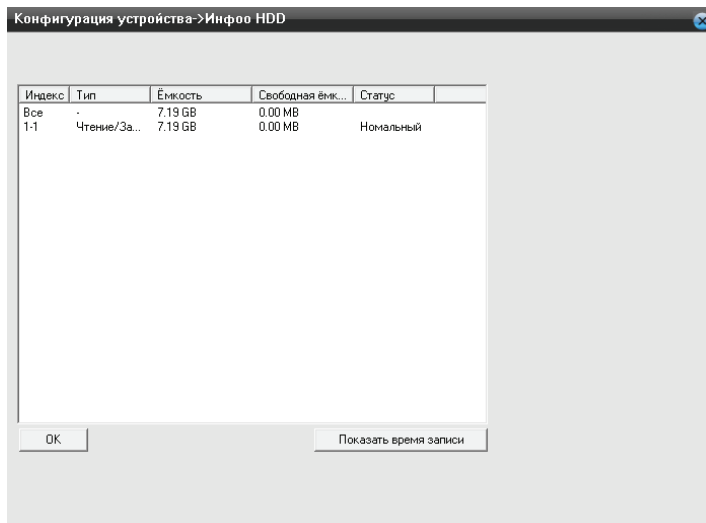 Конфигурация устройства->Инфоо HDD
Индекс Тип Ёмкость Свободная ёмк... Статус
Все - 7.19 GB 0.00 MB
1-1 Чтение/За... 7.19 GB 0.00 MB Номальный
OK Показать время записи